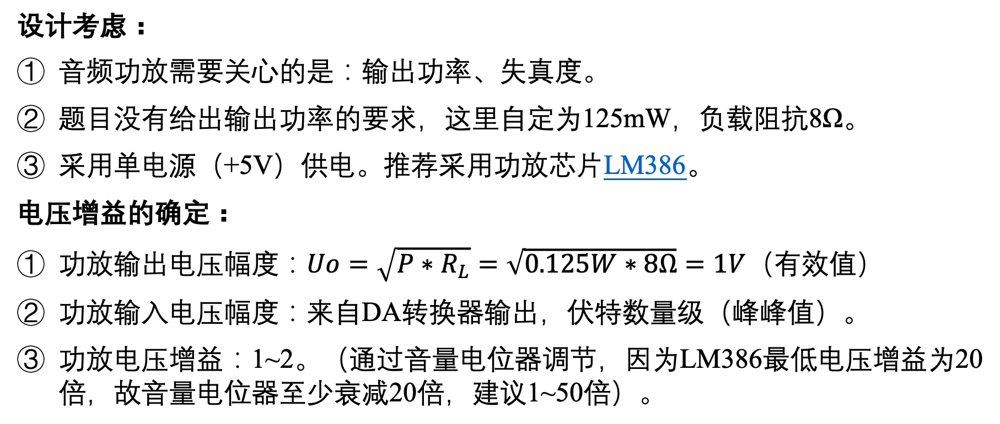 设计考虑：
① 音频功放需要关心的是：输出功率、失真度。
② 题目没有给出输出功率的要求，这里自定为125mW，负载阻抗8Ω。
③ 采用单电源（+5V）供电。推荐采用功放芯片LM386。
电压增益的确定：
① 功放输出电压幅度：Uo = √(P * R_L) = √(0.125W * 8Ω) = 1V（有效值）
② 功放输入电压幅度：来自DA转换器输出，伏特数量级（峰峰值）。
③ 功放电压增益：1~2。（通过音量电位器调节，因为LM386最低电压增益为20
倍，故音量电位器至少衰减20倍，建议1~50倍）。